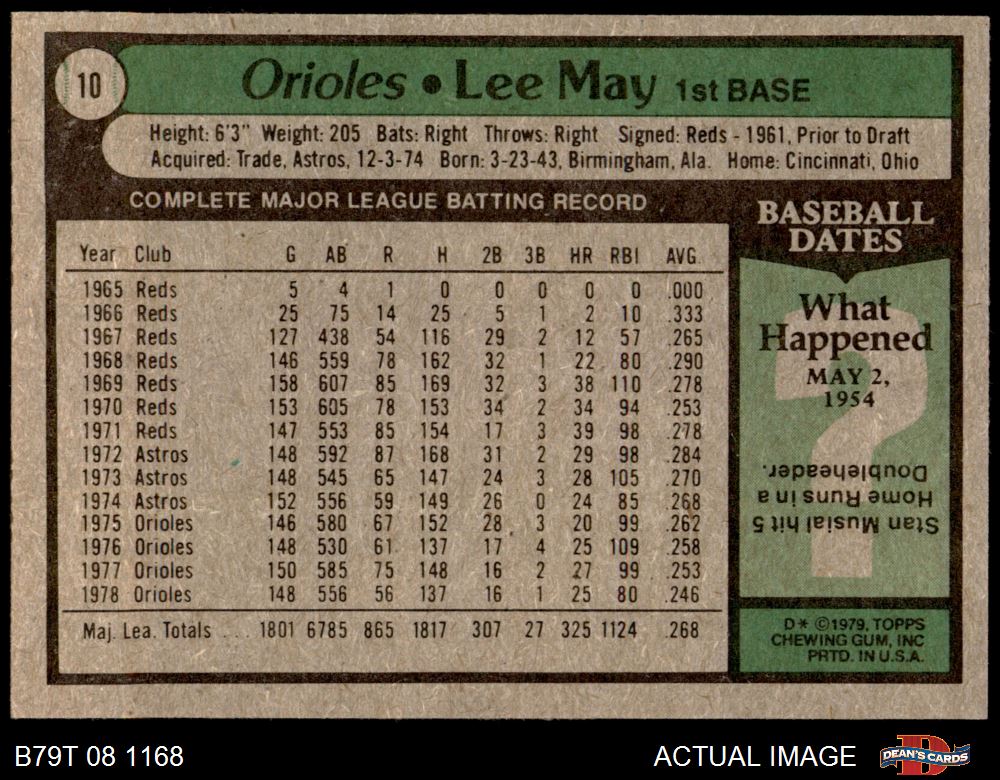 10
Orioles • Lee May 1st BASE
Height: 6'3" Weight: 205 Bats: Right Throws: Right Signed: Reds - 1961, Prior to Draft
Acquired: Trade, Astros, 12-3-74 Born: 3-23-43, Birmingham, Ala. Home: Cincinnati, Ohio
COMPLETE MAJOR LEAGUE BATTING RECORD
Year Club G AB R H 2B 3B HR RBI AVG.
1965 Reds 5 4 1 0 0 0 0 0 .000
1966 Reds 25 75 14 25 5 1 2 10 .333
1967 Reds 127 438 54 116 29 2 12 57 .265
1968 Reds 146 559 78 162 32 1 22 80 .290
1969 Reds 158 607 85 169 32 3 38 110 .278
1970 Reds 153 605 78 153 34 2 34 94 .253
1971 Reds 147 553 85 154 17 3 39 98 .278
1972 Astros 148 592 87 168 31 2 29 98 .284
1973 Astros 148 545 65 147 24 3 28 105 .270
1974 Astros 152 556 59 149 26 0 24 85 .268
1975 Orioles 146 580 67 152 28 3 20 99 .262
1976 Orioles 148 530 61 137 17 4 25 109 .258
1977 Orioles 150 585 75 148 16 2 27 99 .253
1978 Orioles 148 556 56 137 16 1 25 80 .246
Maj. Lea. Totals ... 1801 6785 865 1817 307 27 325 1124 .268
BASEBALL
DATES
What
Happened
MAY 2,
1954
Stan Musial hit 5
Home Runs in a
Doubleheader.
D* ©1979, TOPPS
CHEWING GUM, INC
PRTD. IN U.S.A.
B79T 08 1168
ACTUAL IMAGE
DEAN'S CARDS